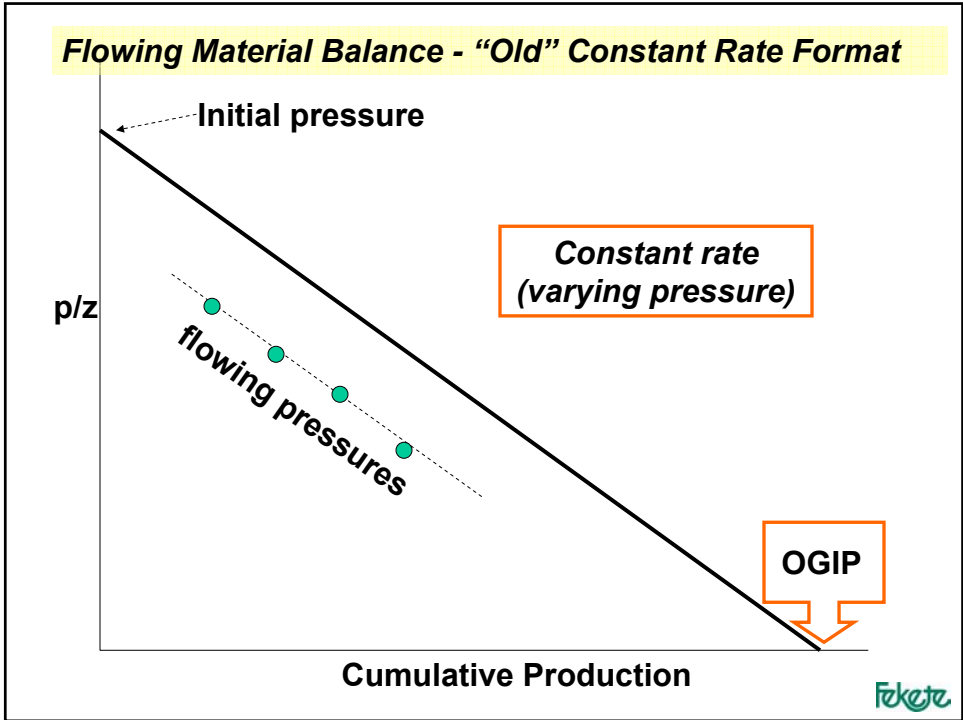 Flowing Material Balance - “Old” Constant Rate Format
Initial pressure
Constant rate
(varying pressure)
p/z
flowing pressures
OGIP
Cumulative Production
Fekete